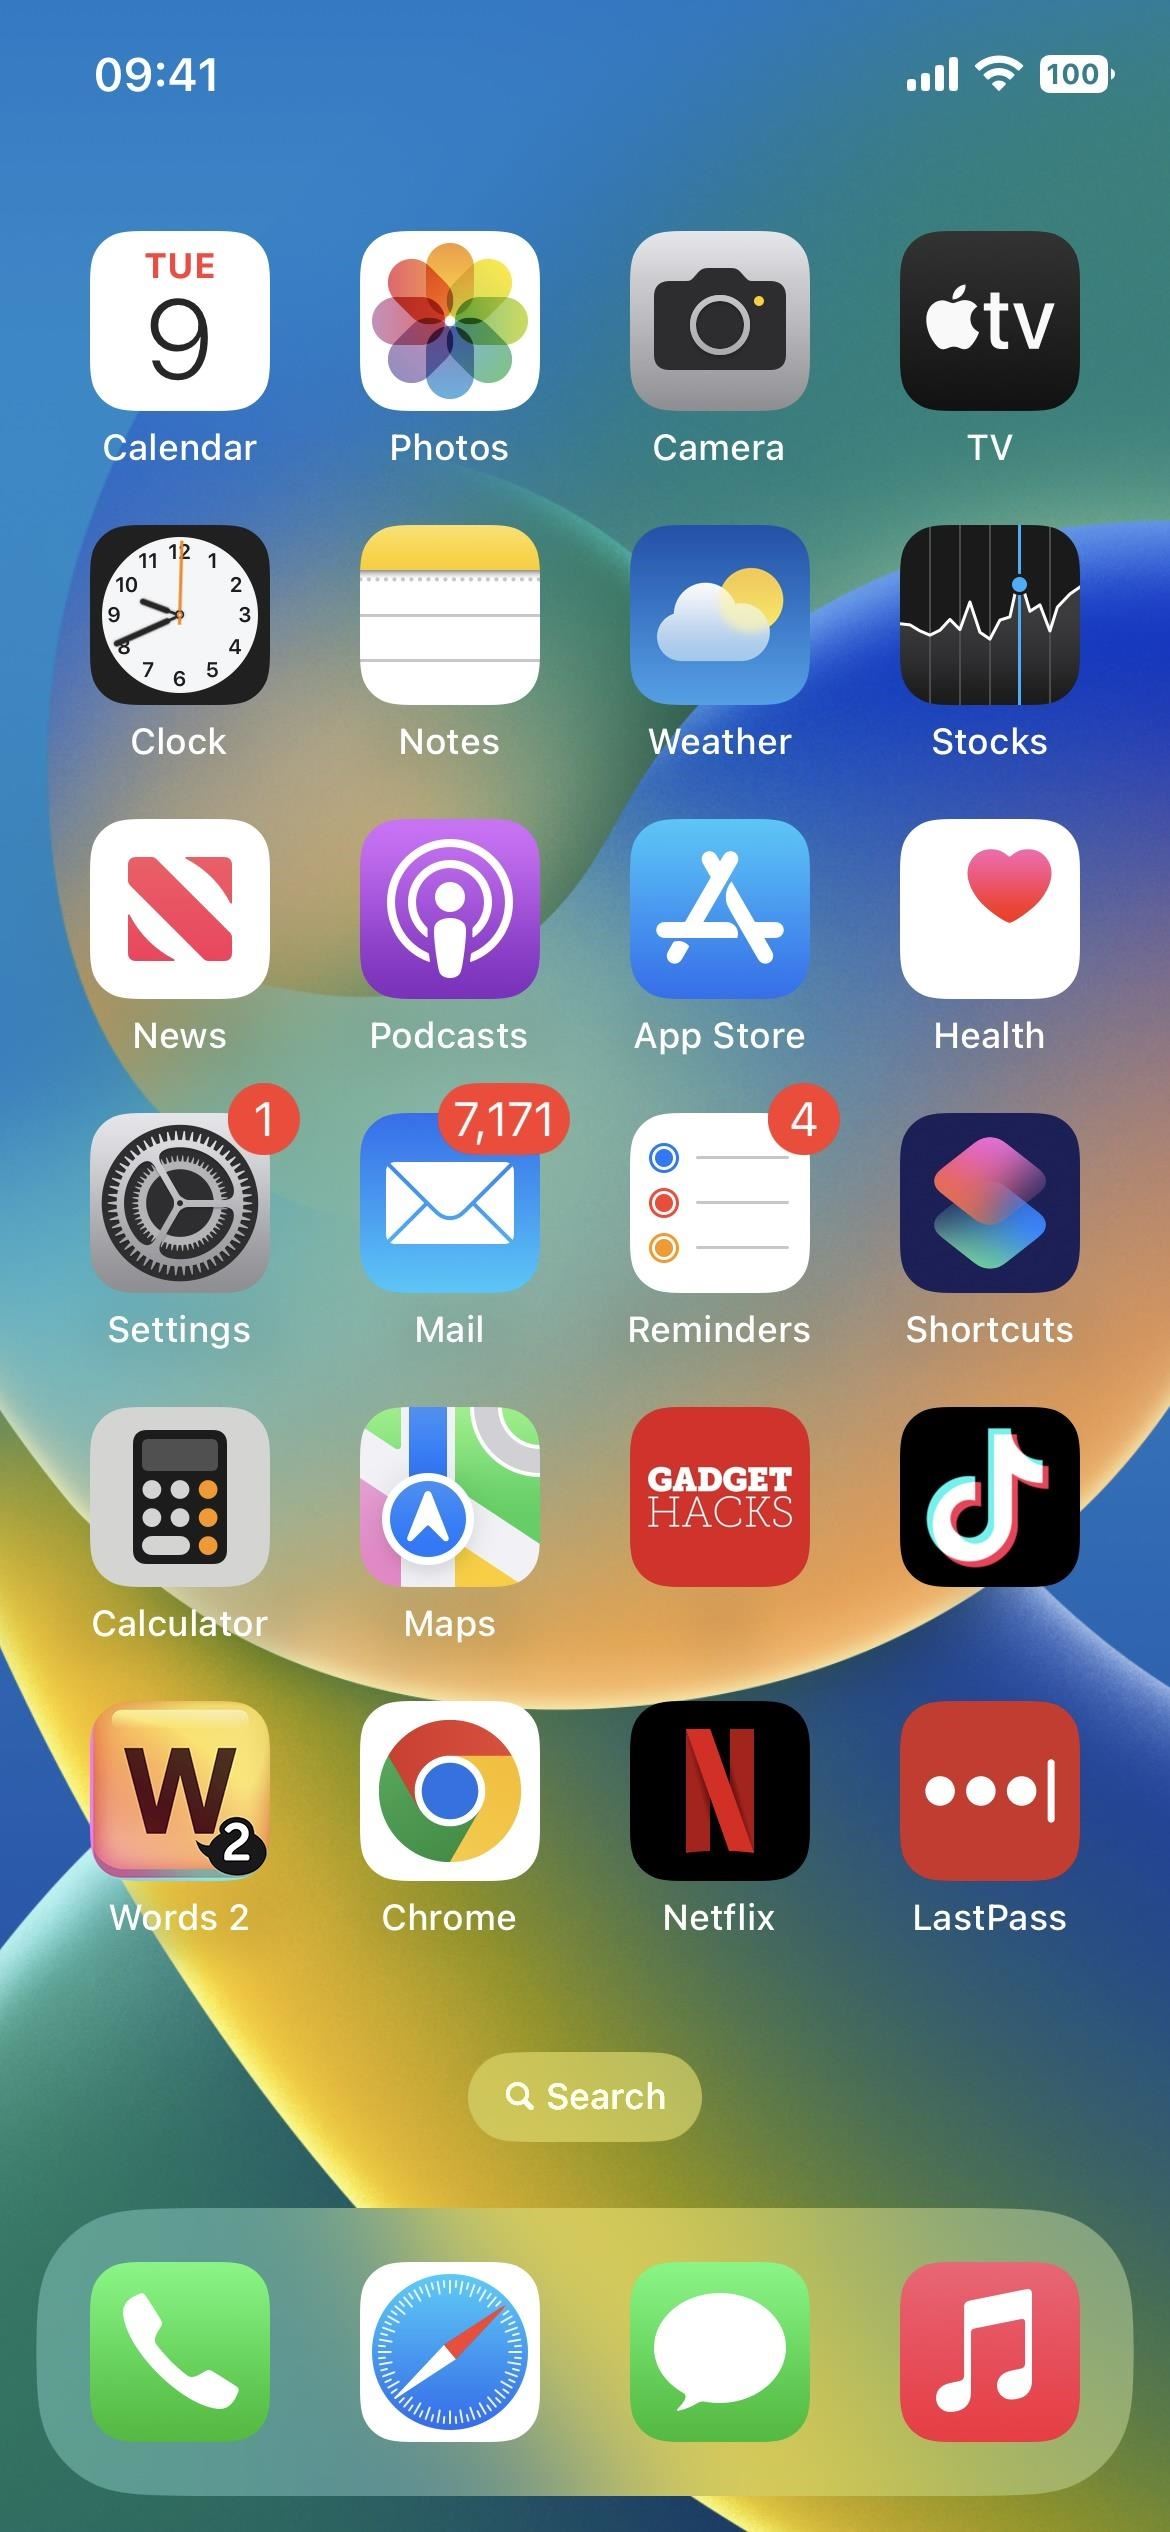 09:41
100
TUE
9
tv
Calendar
Photos
Camera
TV
12
1
2
3
4
5
6
7
8
9
10
11
Clock
Notes
Weather
Stocks
News
Podcasts
App Store
Health
1
7,171
4
Settings
Mail
Reminders
Shortcuts
GADGET
HACKS
Calculator
Maps
W
2
N
Words 2
Chrome
Netflix
LastPass
Search